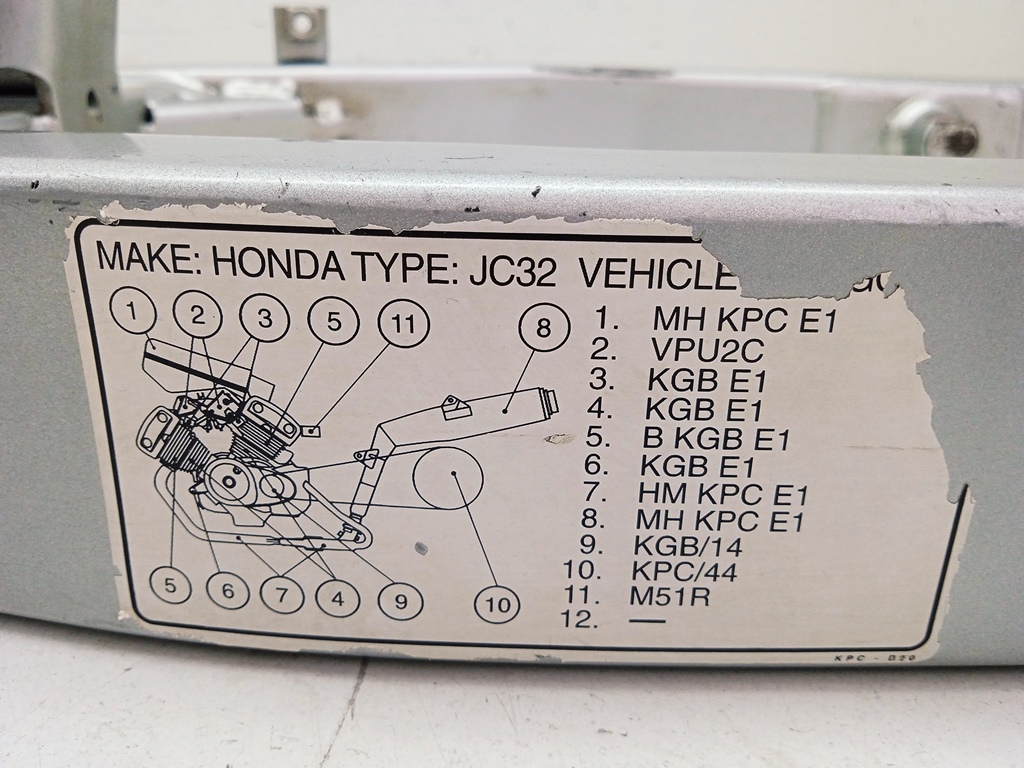 MAKE: HONDA TYPE: JC32 VEHICLE
1 2 3 5 11 8
1. MH KPC E1
2. VPU2C
3. KGB E1
4. KGB E1
5. B KGB E1
6. KGB E1
7. HM KPC E1
8. MH KPC E1
9. KGB/14
10. KPC/44
11. M51R
12. —
5 6 7 4 9 10
KPC - B20